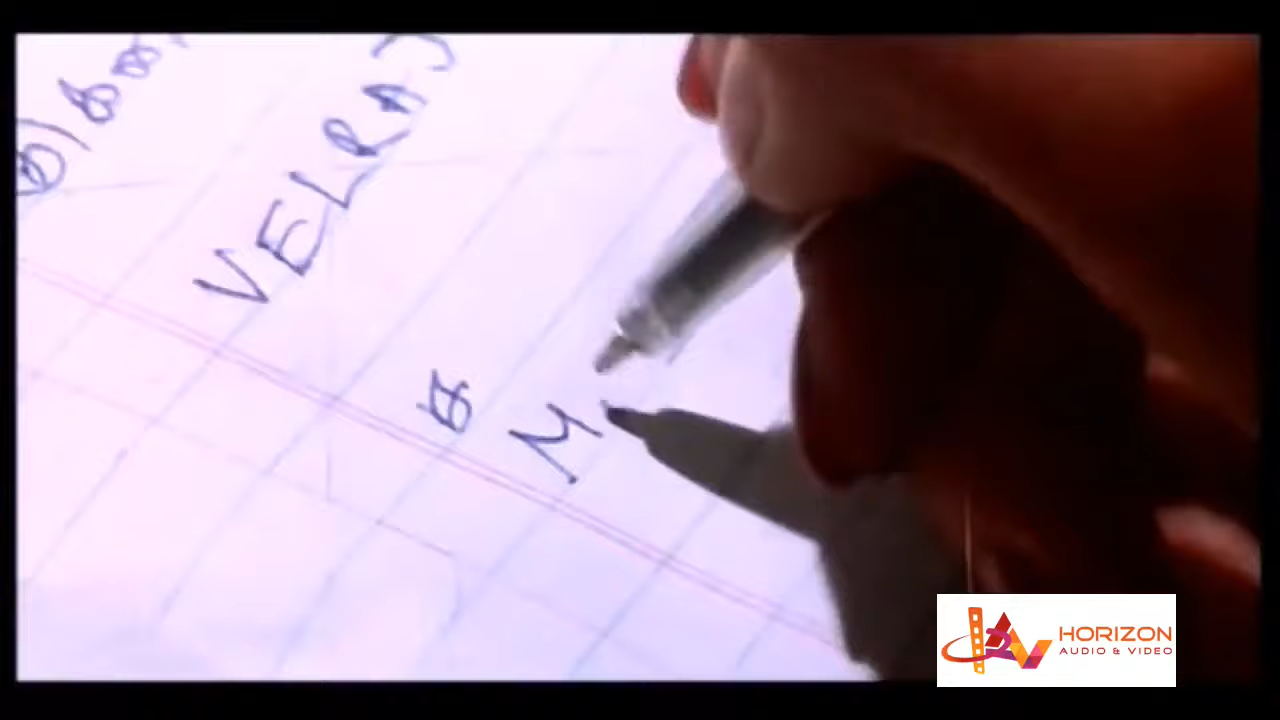 VELRAJ
&
M
HORIZON
AUDIO & VIDEO